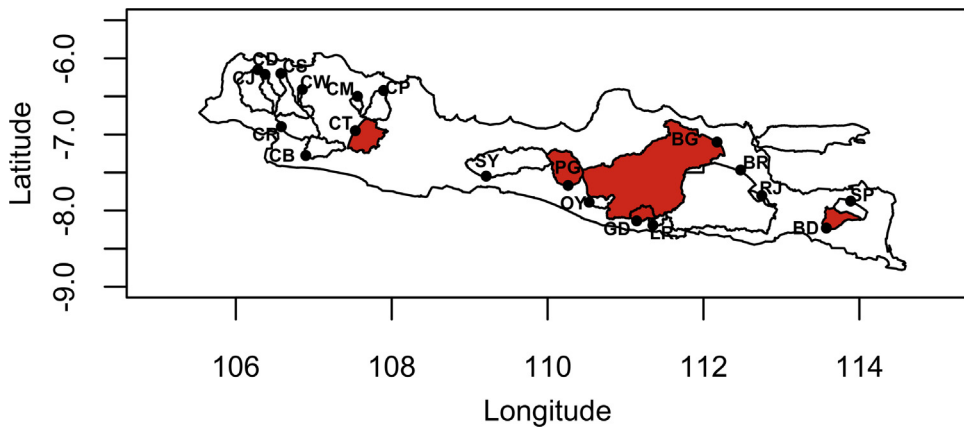 Latitude
-6.0
-7.0
-8.0
-9.0
CD
CS
CJ
CW
CM
CP
CT
CR
CB
SY
PG
BG
BR
OY
RJ
SP
GD
BD
106
108
110
112
114
Longitude